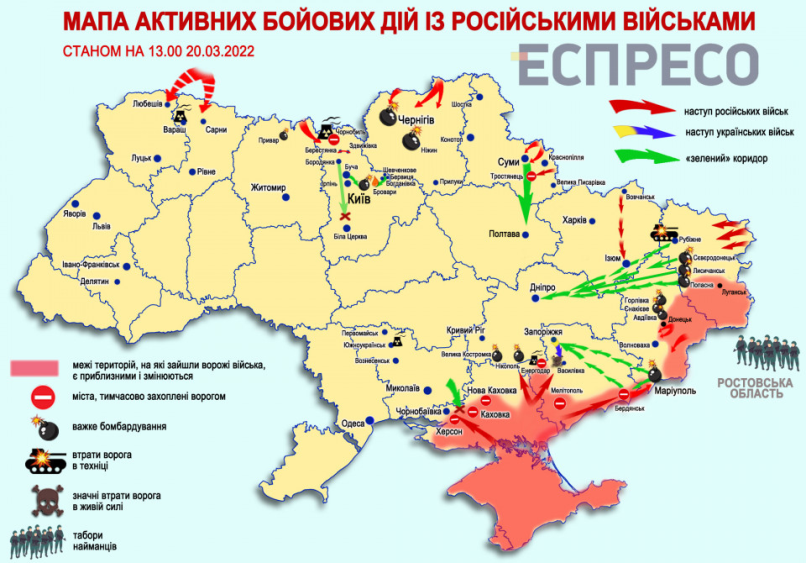 МАПА АКТИВНИХ БОЙОВИХ ДІЙ ІЗ РОСІЙСЬКИМИ ВІЙСЬКАМИ
СТАНОМ НА 13.00 20.03.2022
ЕСПРЕСО
наступ російських військ
наступ українських військ
«зелений» коридор
Любешів
Вараш
Сарни
Луцьк
Рівне
Привар
Житомир
Яворів
Львів
Івано-Франківськ
Делятин
Чорнобиль
Берестянка
Здвижівка
Бородянка
Буча
Ірпінь
Київ
Шевченкове
Бервиця
Богданівка
Бровари
Біла Церква
Чернігів
Ніжин
Шостка
Конотоп
Прилуки
Суми
Краснопілля
Тростянець
Велика Писарівка
Полтава
Харків
Вовчанськ
Ізюм
Рубіжне
Сєвєродонецьк
Лисичанськ
Попасна
Луганськ
Горлівка
Єнакієве
Авдіївка
Донецьк
Волноваха
Маріуполь
Бердянськ
Дніпро
Запоріжжя
Василівка
Енергодар
Нікополь
Мелітополь
Кривий Ріг
Велика Костромка
Первомайськ
Южноукраїнськ
Вознесенськ
Миколаїв
Чорнобаївка
Одеса
Херсон
Нова Каховка
Каховка
РОСТОВСЬКА
ОБЛАСТЬ
межі територій, на які зайшли ворожі війська,
є приблизними і змінюються
міста, тимчасово захоплені ворогом
важке бомбардування
втрати ворога
в техніці
значні втрати ворога
в живій силі
табори
найманців